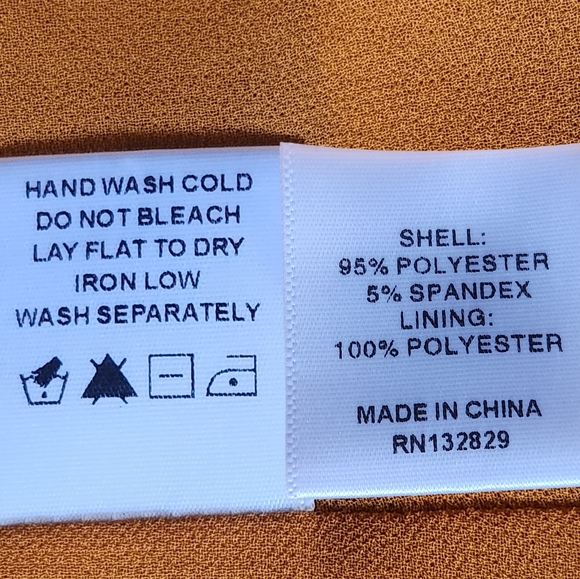 HAND WASH COLD
DO NOT BLEACH
LAY FLAT TO DRY
IRON LOW
WASH SEPARATELY
SHELL:
95% POLYESTER
5% SPANDEX
LINING:
100% POLYESTER
MADE IN CHINA
RN132829